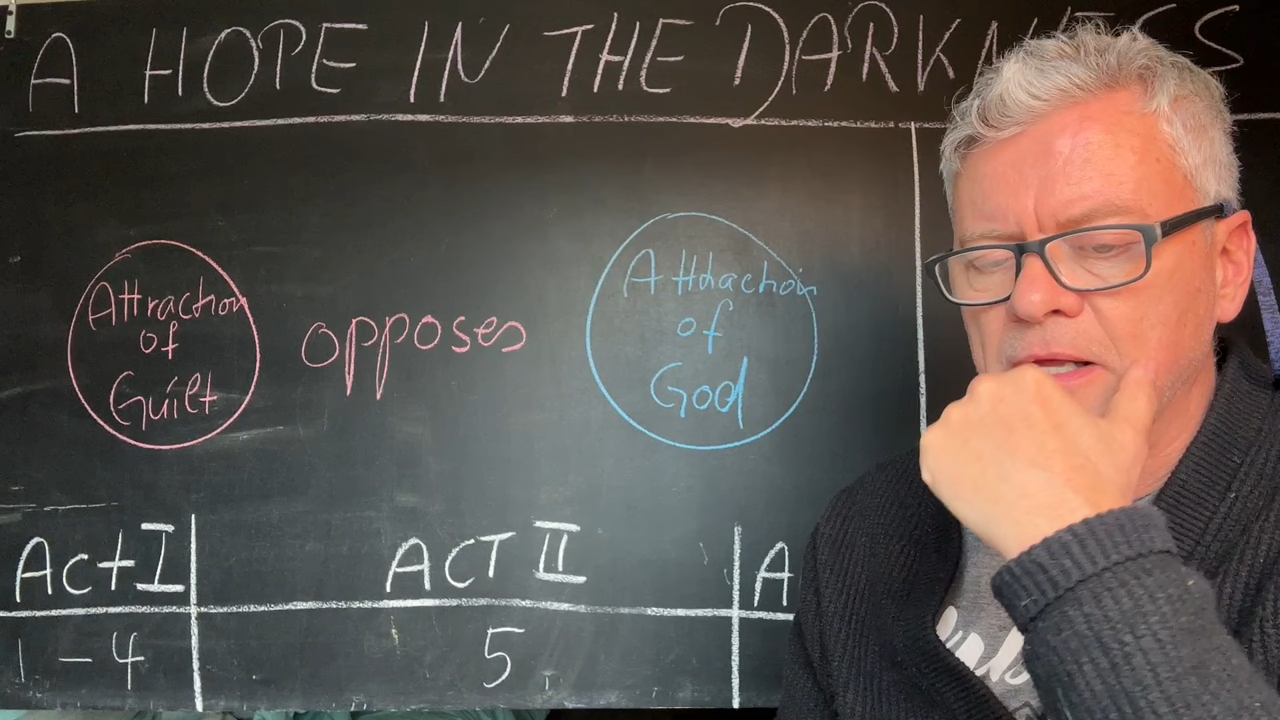 A HOPE IN THE DARKNESS
Attraction
of
Guilt
opposes
Attraction
of
God
Act I
ACT II
A
1-4
5